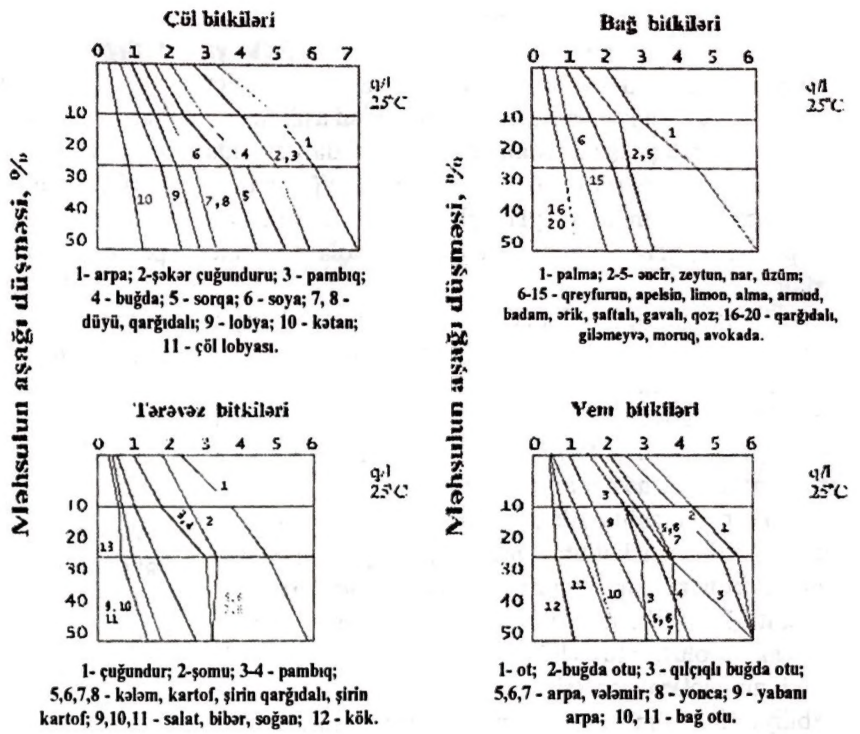 Çöl bitkiləri
0 1 2 3 4 5 6 7
q/l
25°C
10
20
30
40
50
1
2,3
4
6
5
7,8
9
10
1- arpa; 2-şəkər çuğunduru; 3 - pambıq;
4 - buğda; 5 - sorqa; 6 - soya; 7, 8 -
düyü, qarğıdalı; 9 - lobya; 10 - kətan;
11 - çöl lobyası.
Bağ bitkiləri
0 1 2 3 4 5 6
q/l
25°C
10
20
30
40
50
1
6
2,5
15
16
20
1- palma; 2-5- əncir, zeytun, nar, üzüm;
6-15 - qreyfurun, apelsin, limon, alma, armud,
badam, ərik, şaftalı, gavalı, qoz; 16-20 - qarğıdalı,
giləmeyvə, moruq, avokada.
Məhsulun aşağı düşməsi, %
Məhsulun aşağı düşməsi, %
Tərəvəz bitkiləri
0 1 2 3 4 5 6
q/l
25°C
10
20
30
40
50
1
2
3,4
13
9,10
11
5,6
7,8
1- çuğundur; 2-şomu; 3-4 - pambıq;
5,6,7,8 - kələm, kartof, şirin qarğıdalı, şirin
kartof; 9,10,11 - salat, bibər, soğan; 12 - kök.
Yem bitkiləri
0 1 2 3 4 5 6
q/l
25°C
10
20
30
40
50
3
2
1
9
5,6
7
11
10
12
3
4
3
5,6
7
1- ot; 2-buğda otu; 3 - qılçıqlı buğda otu;
5,6,7 - arpa, vələmir; 8 - yonca; 9 - yabanı
arpa; 10, 11 - bağ otu.